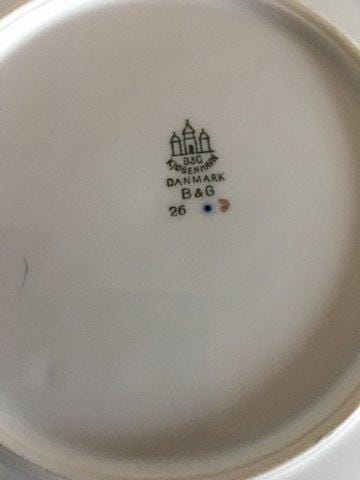 B&G
KJØBENHAVN
DANMARK
B & G
26